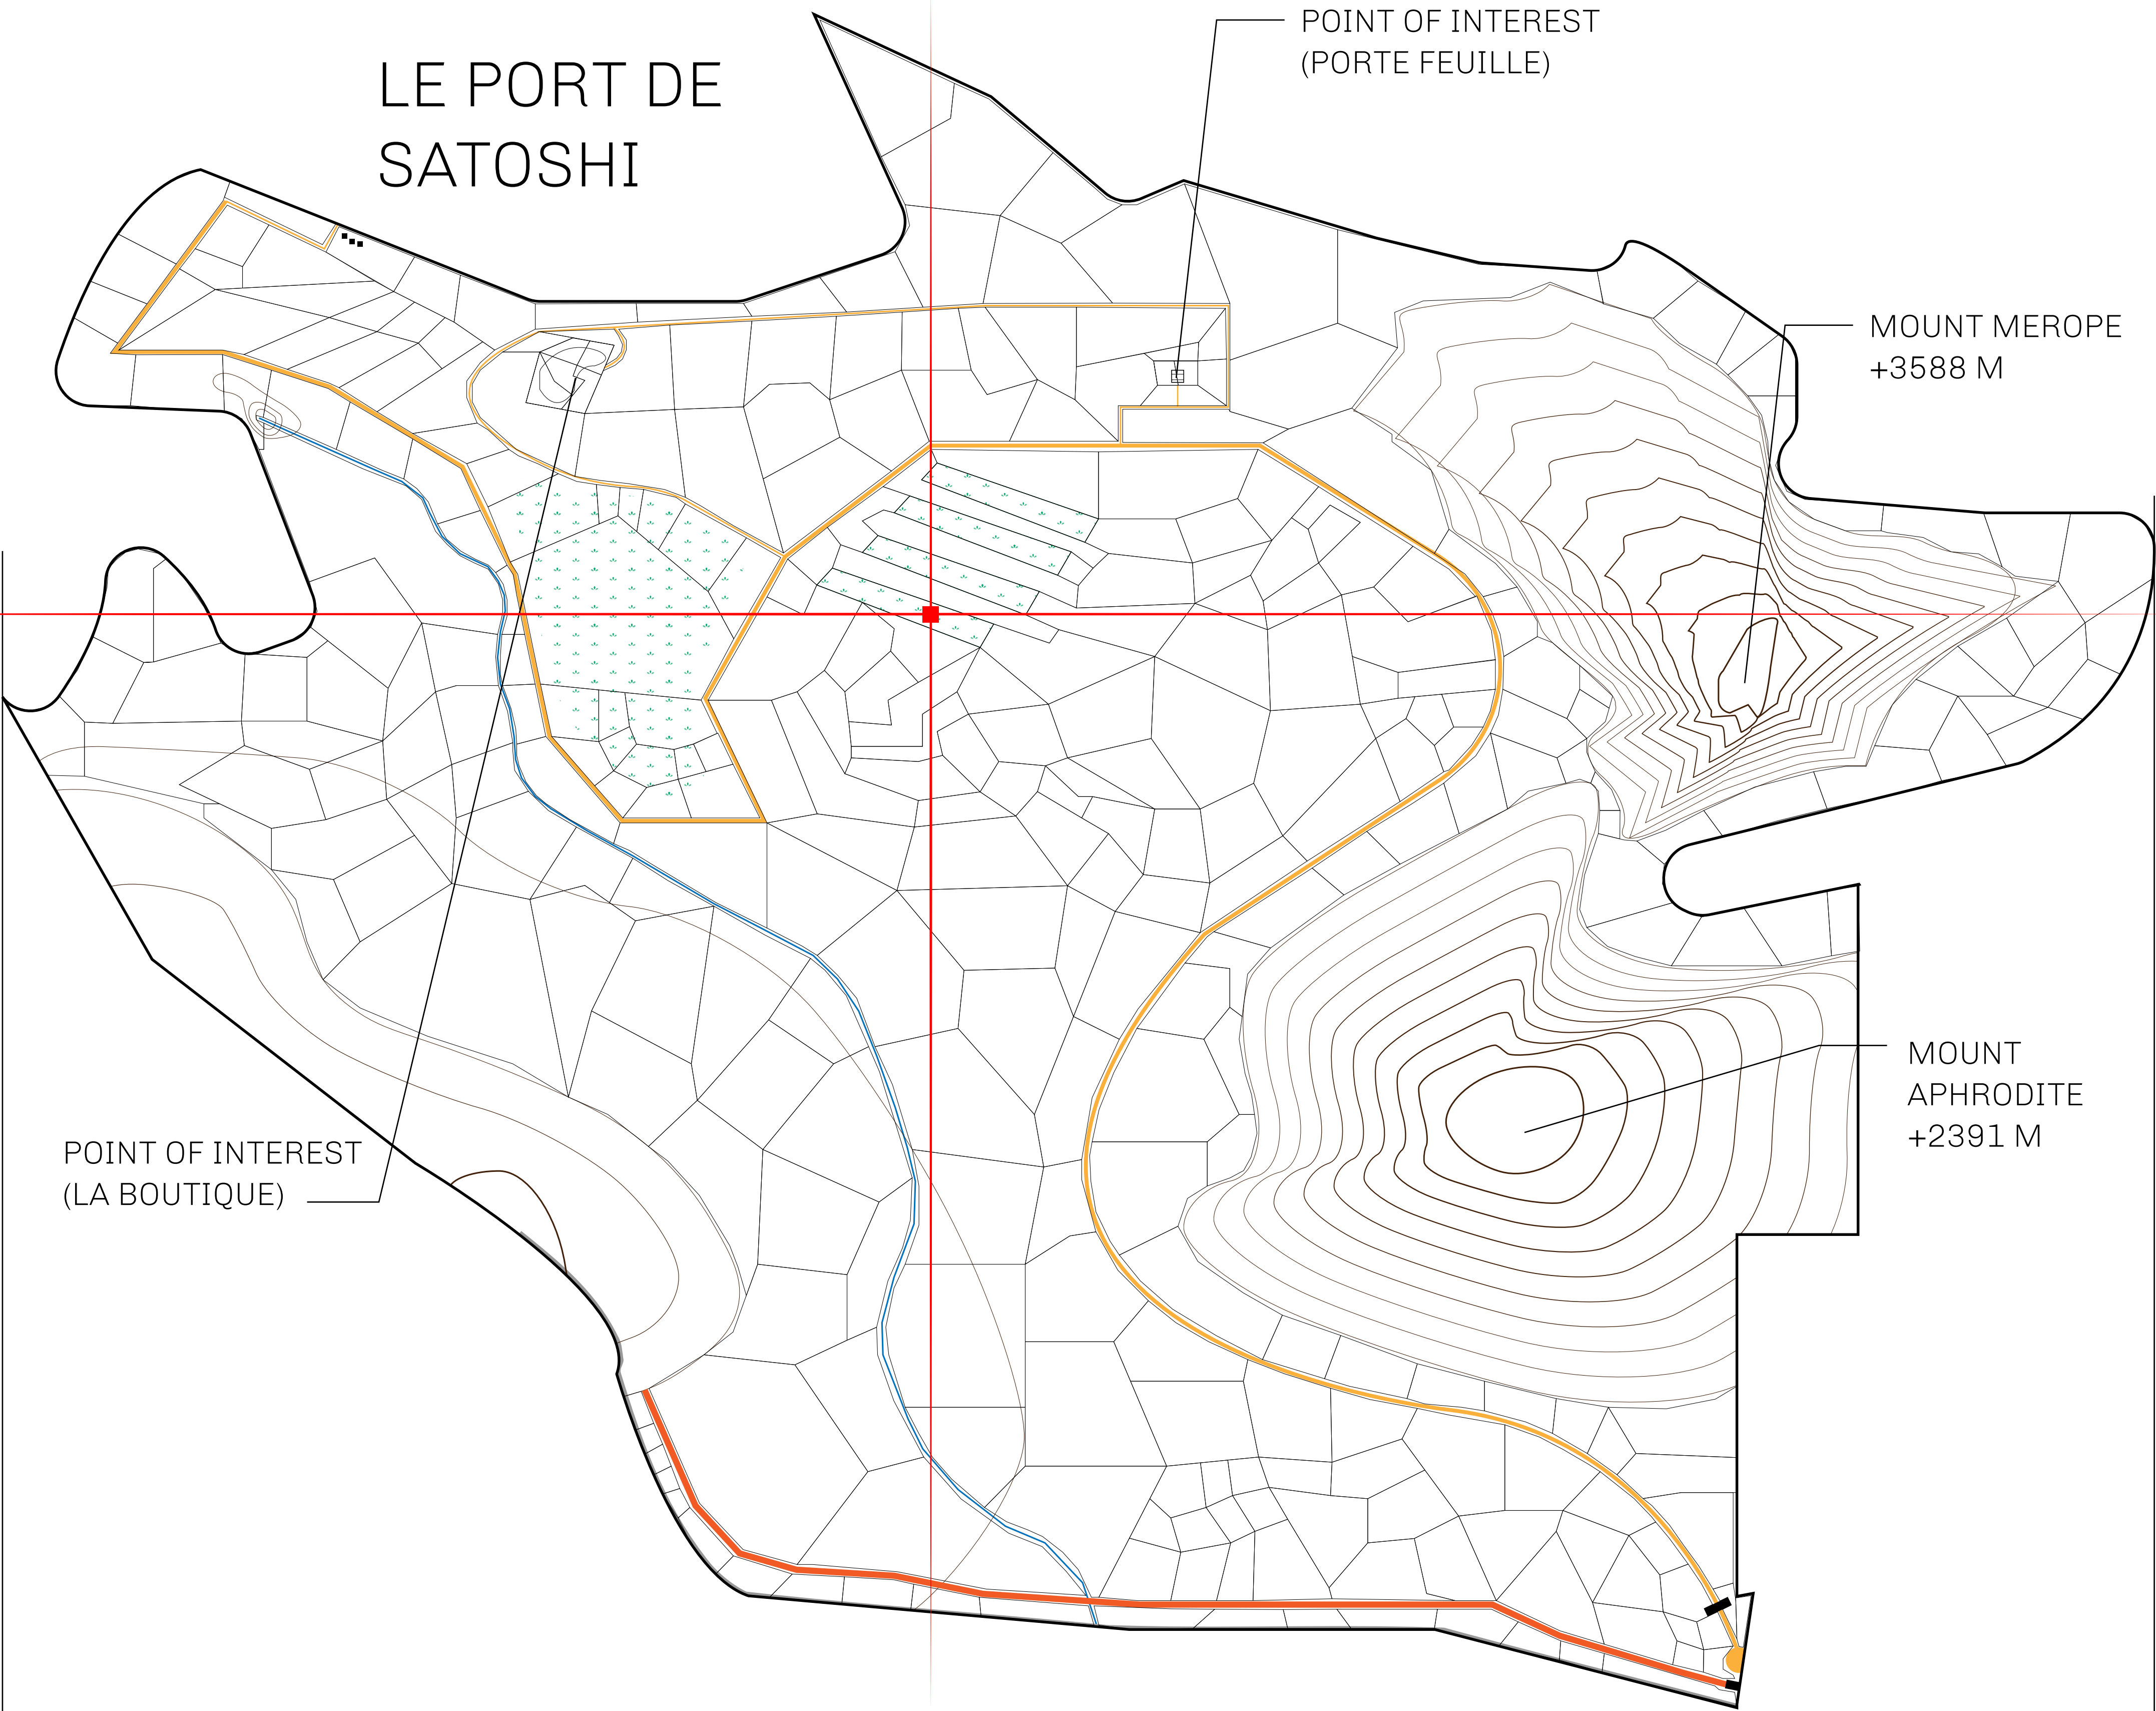 LE PORT DE
SATOSHI
POINT OF INTEREST
(PORTE FEUILLE)
MOUNT MEROPE
+3588 M
MOUNT
APHRODITE
+2391 M
POINT OF INTEREST
(LA BOUTIQUE)